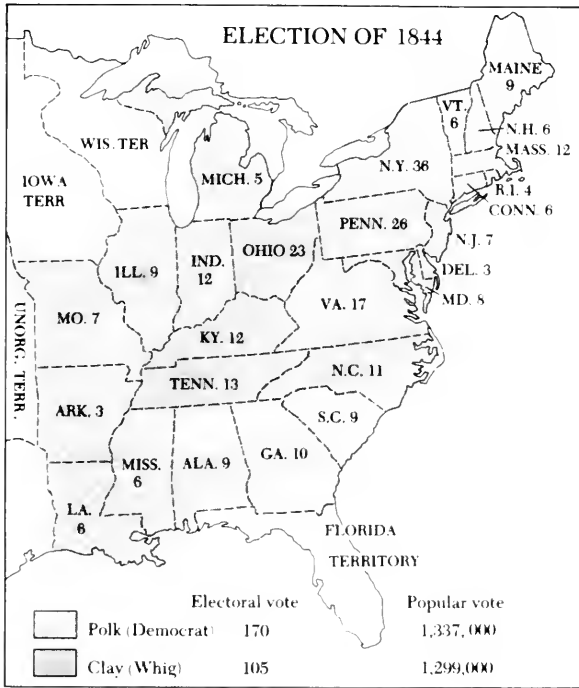 ELECTION OF 1844
MAINE
9
VT.
6
N.H. 6
MASS. 12
WIS. TER
N.Y. 36
MICH. 5
R.I. 4
CONN. 6
IOWA
TERR
PENN. 26
N.J. 7
OHIO 23
IND.
12
ILL. 9
DEL. 3
MD. 8
VA. 17
MO. 7
UNORG. TERR.
KY. 12
N.C. 11
TENN. 13
ARK. 3
S.C. 9
MISS.
6
ALA. 9
GA. 10
LA.
6
FLORIDA
TERRITORY
Electoral vote Popular vote
Polk (Democrat) 170 1,337,000
Clay (Whig) 105 1,299,000